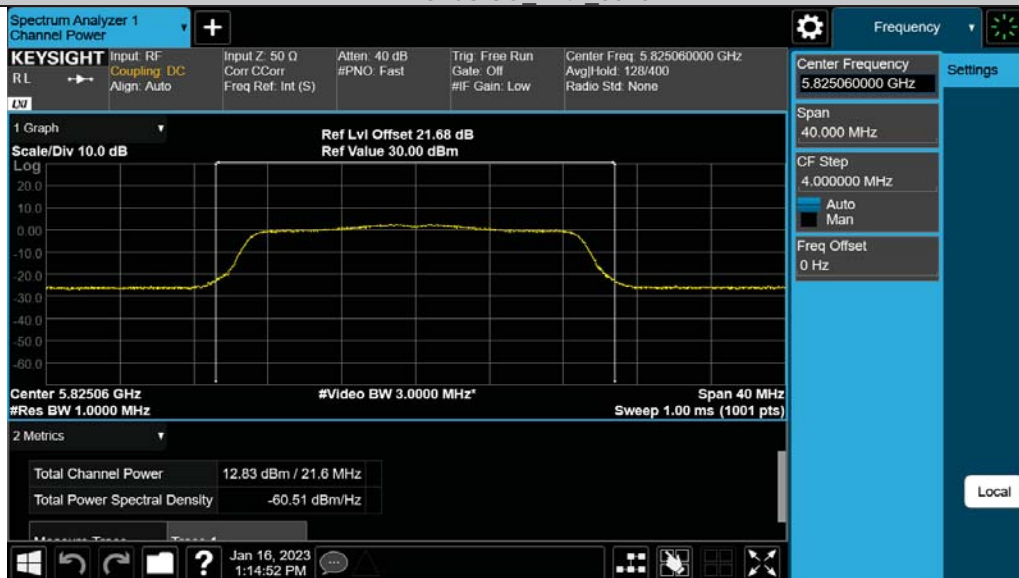 Spectrum Analyzer 1
Channel Power
Frequency
KEYSIGHT
RL
LXI
Input: RF
Coupling: DC
Align: Auto
Input Z: 50 Ω
Corr CCorr
Freq Ref: Int (S)
Atten: 40 dB
#PNO: Fast
Trig: Free Run
Gate: Off
#IF Gain: Low
Center Freq: 5.825060000 GHz
Avg|Hold: 128/400
Radio Std: None
Center Frequency
5.825060000 GHz
Settings
Span
40.000 MHz
CF Step
4.000000 MHz
Auto
Man
Freq Offset
0 Hz
Local
1 Graph
Scale/Div 10.0 dB
Ref Lvl Offset 21.68 dB
Ref Value 30.00 dBm
Log
20.0
10.0
0.00
-10.0
-20.0
-30.0
-40.0
-50.0
-60.0
Center 5.82506 GHz
#Video BW 3.0000 MHz*
Span 40 MHz
#Res BW 1.0000 MHz
Sweep 1.00 ms (1001 pts)
2 Metrics
Total Channel Power 12.83 dBm / 21.6 MHz
Total Power Spectral Density -60.51 dBm/Hz
?
Jan 16, 2023
1:14:52 PM